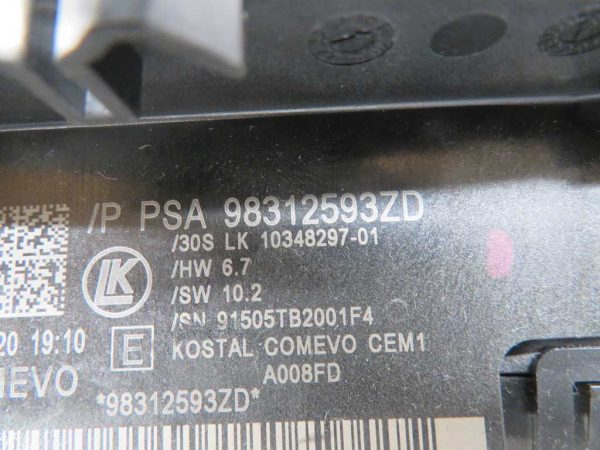 /P PSA 98312593ZD
/30S LK 10348297-01
LK
/HW 6.7
/SW 10.2
/SN 91505TB2001F4
20 19:10
E
KOSTAL COMEVO CEM1
MEVO
A008FD
*98312593ZD*